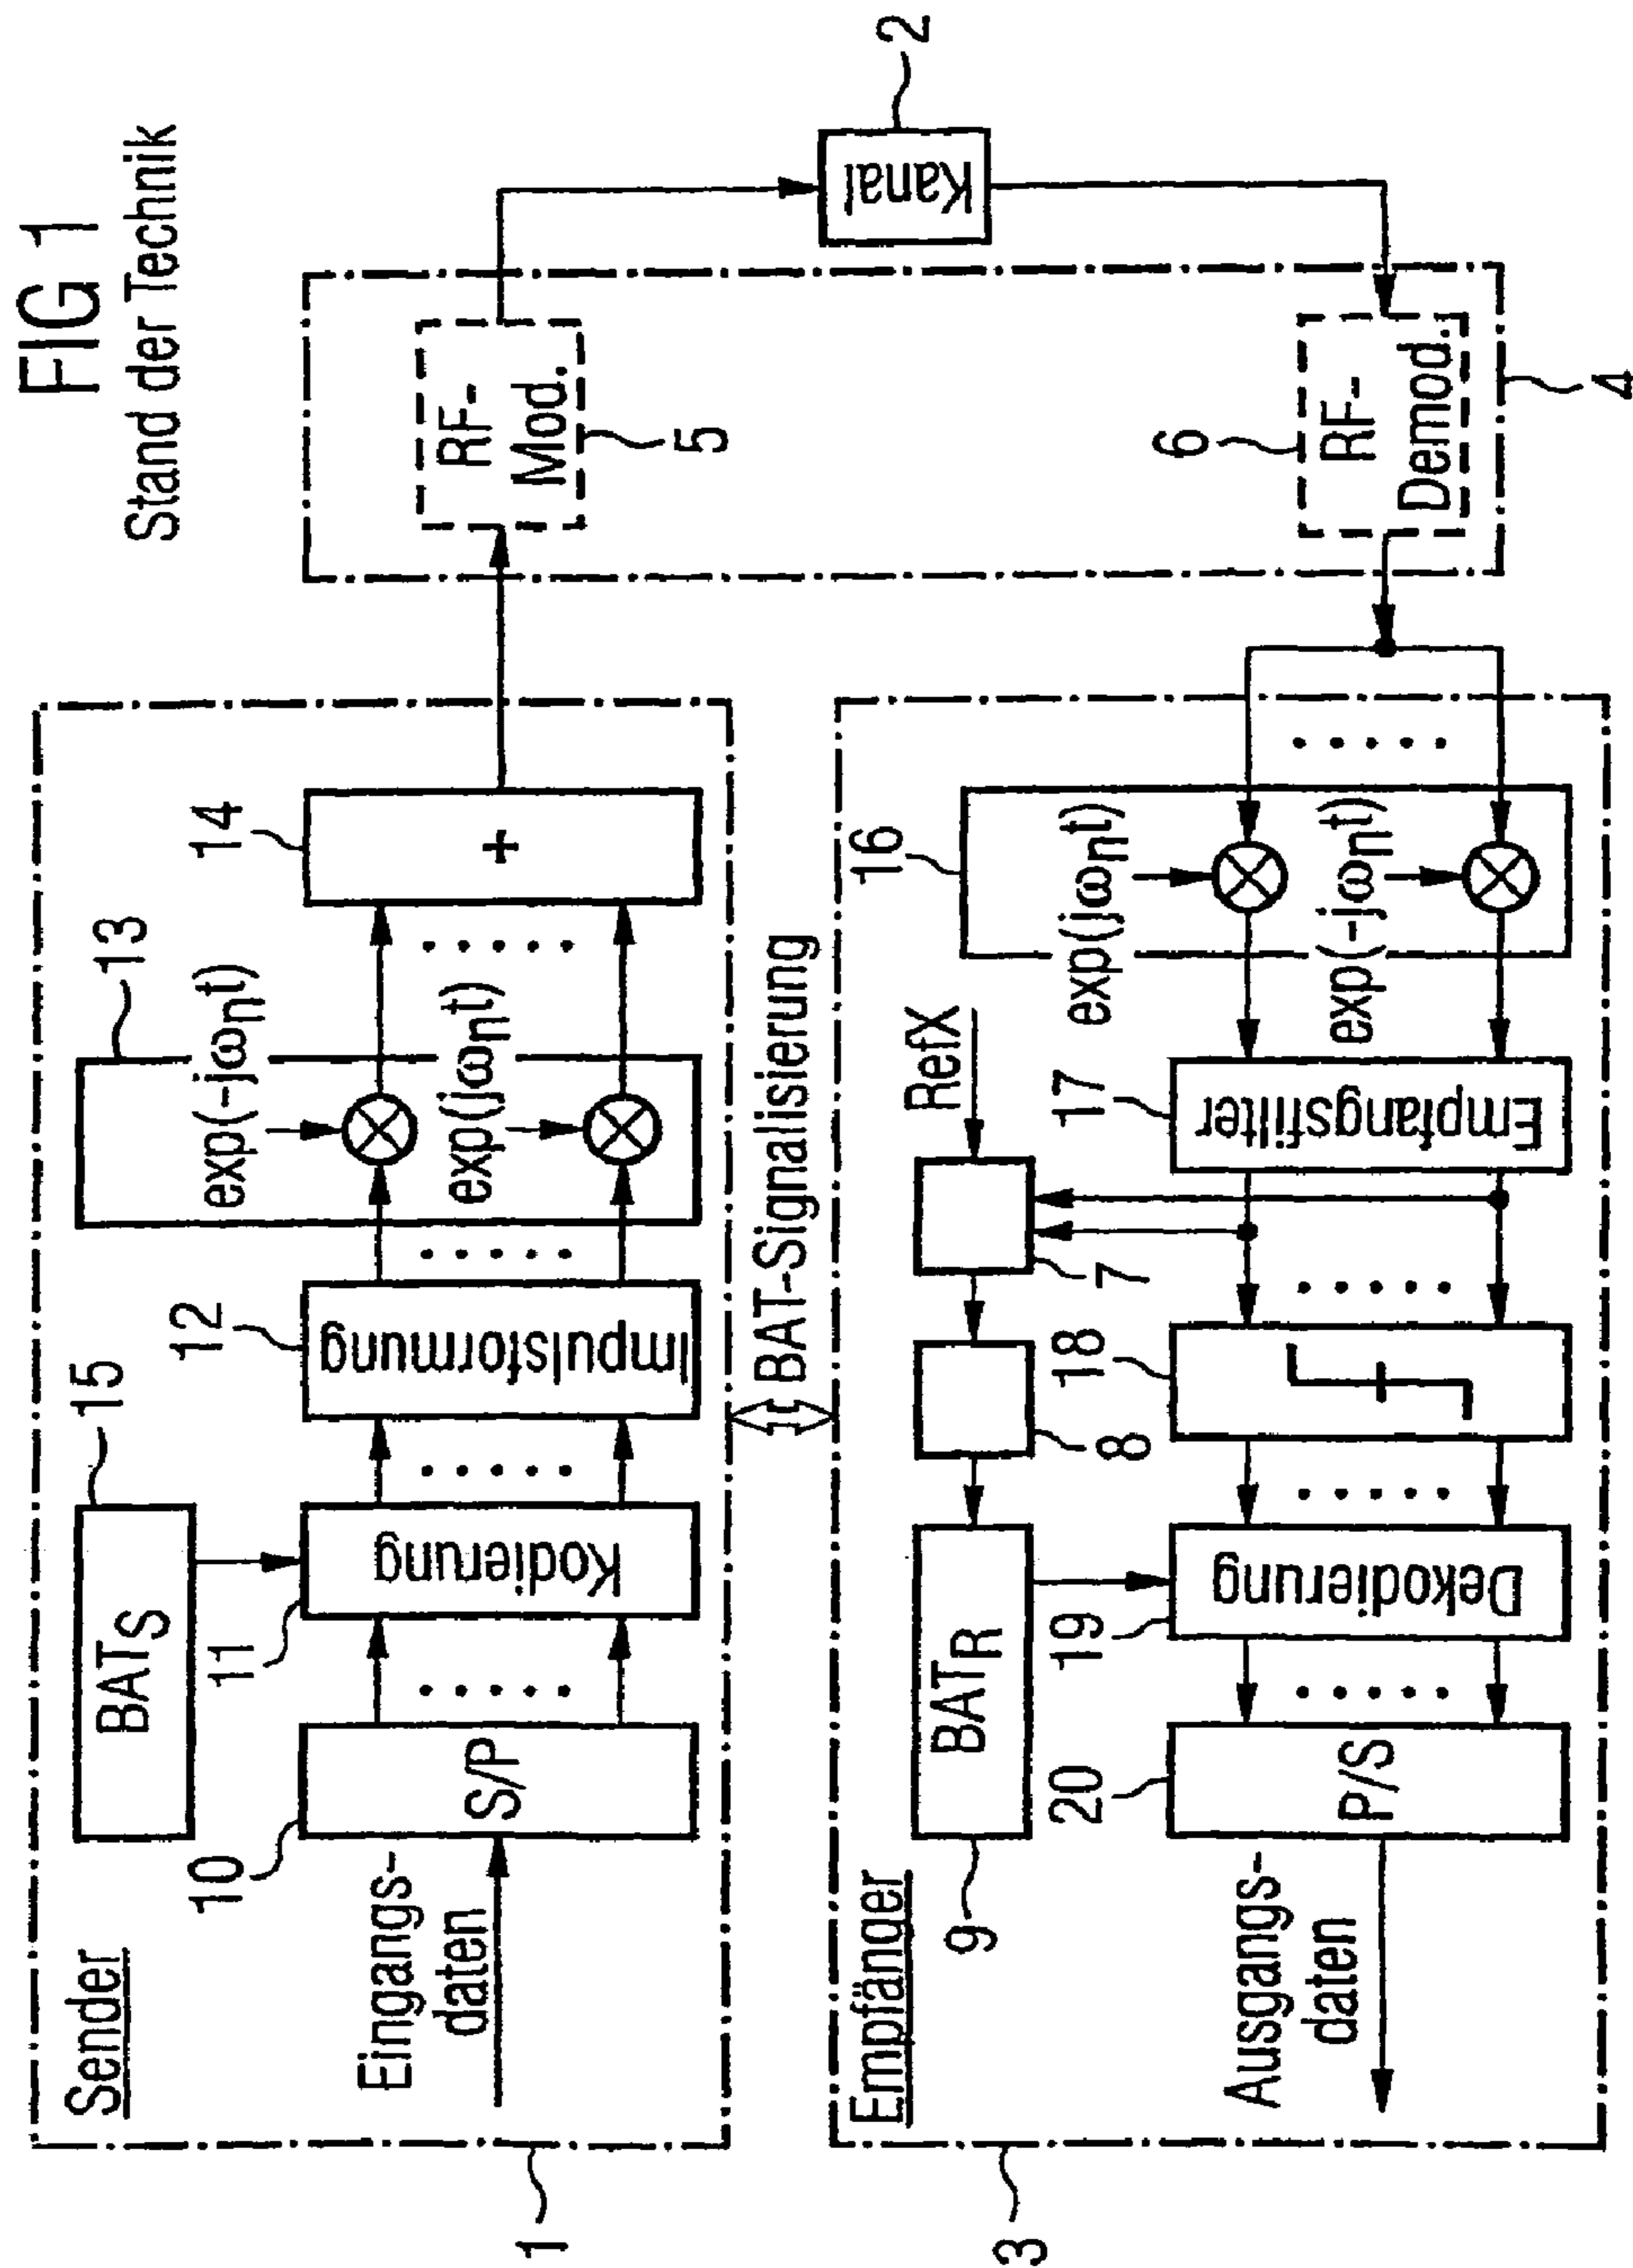 FIG 1
Stand der Technik
Sender
BATS
15
13
10
11
12
14
Eingangs-
daten
S/P
Kodierung
Impulsformung
exp(-jωnt)
exp(jωnt)
+
RF-
Mod.
5
1
BAT-Signalisierung
Kanal
2
Empfänger
BATR
9
8
7
RefX
16
20
19
18
17
exp(jωnt)
exp(-jωnt)
Ausgangs-
daten
P/S
Dekodierung
Empfangsfilter
6
RF-
Demod.
4
3